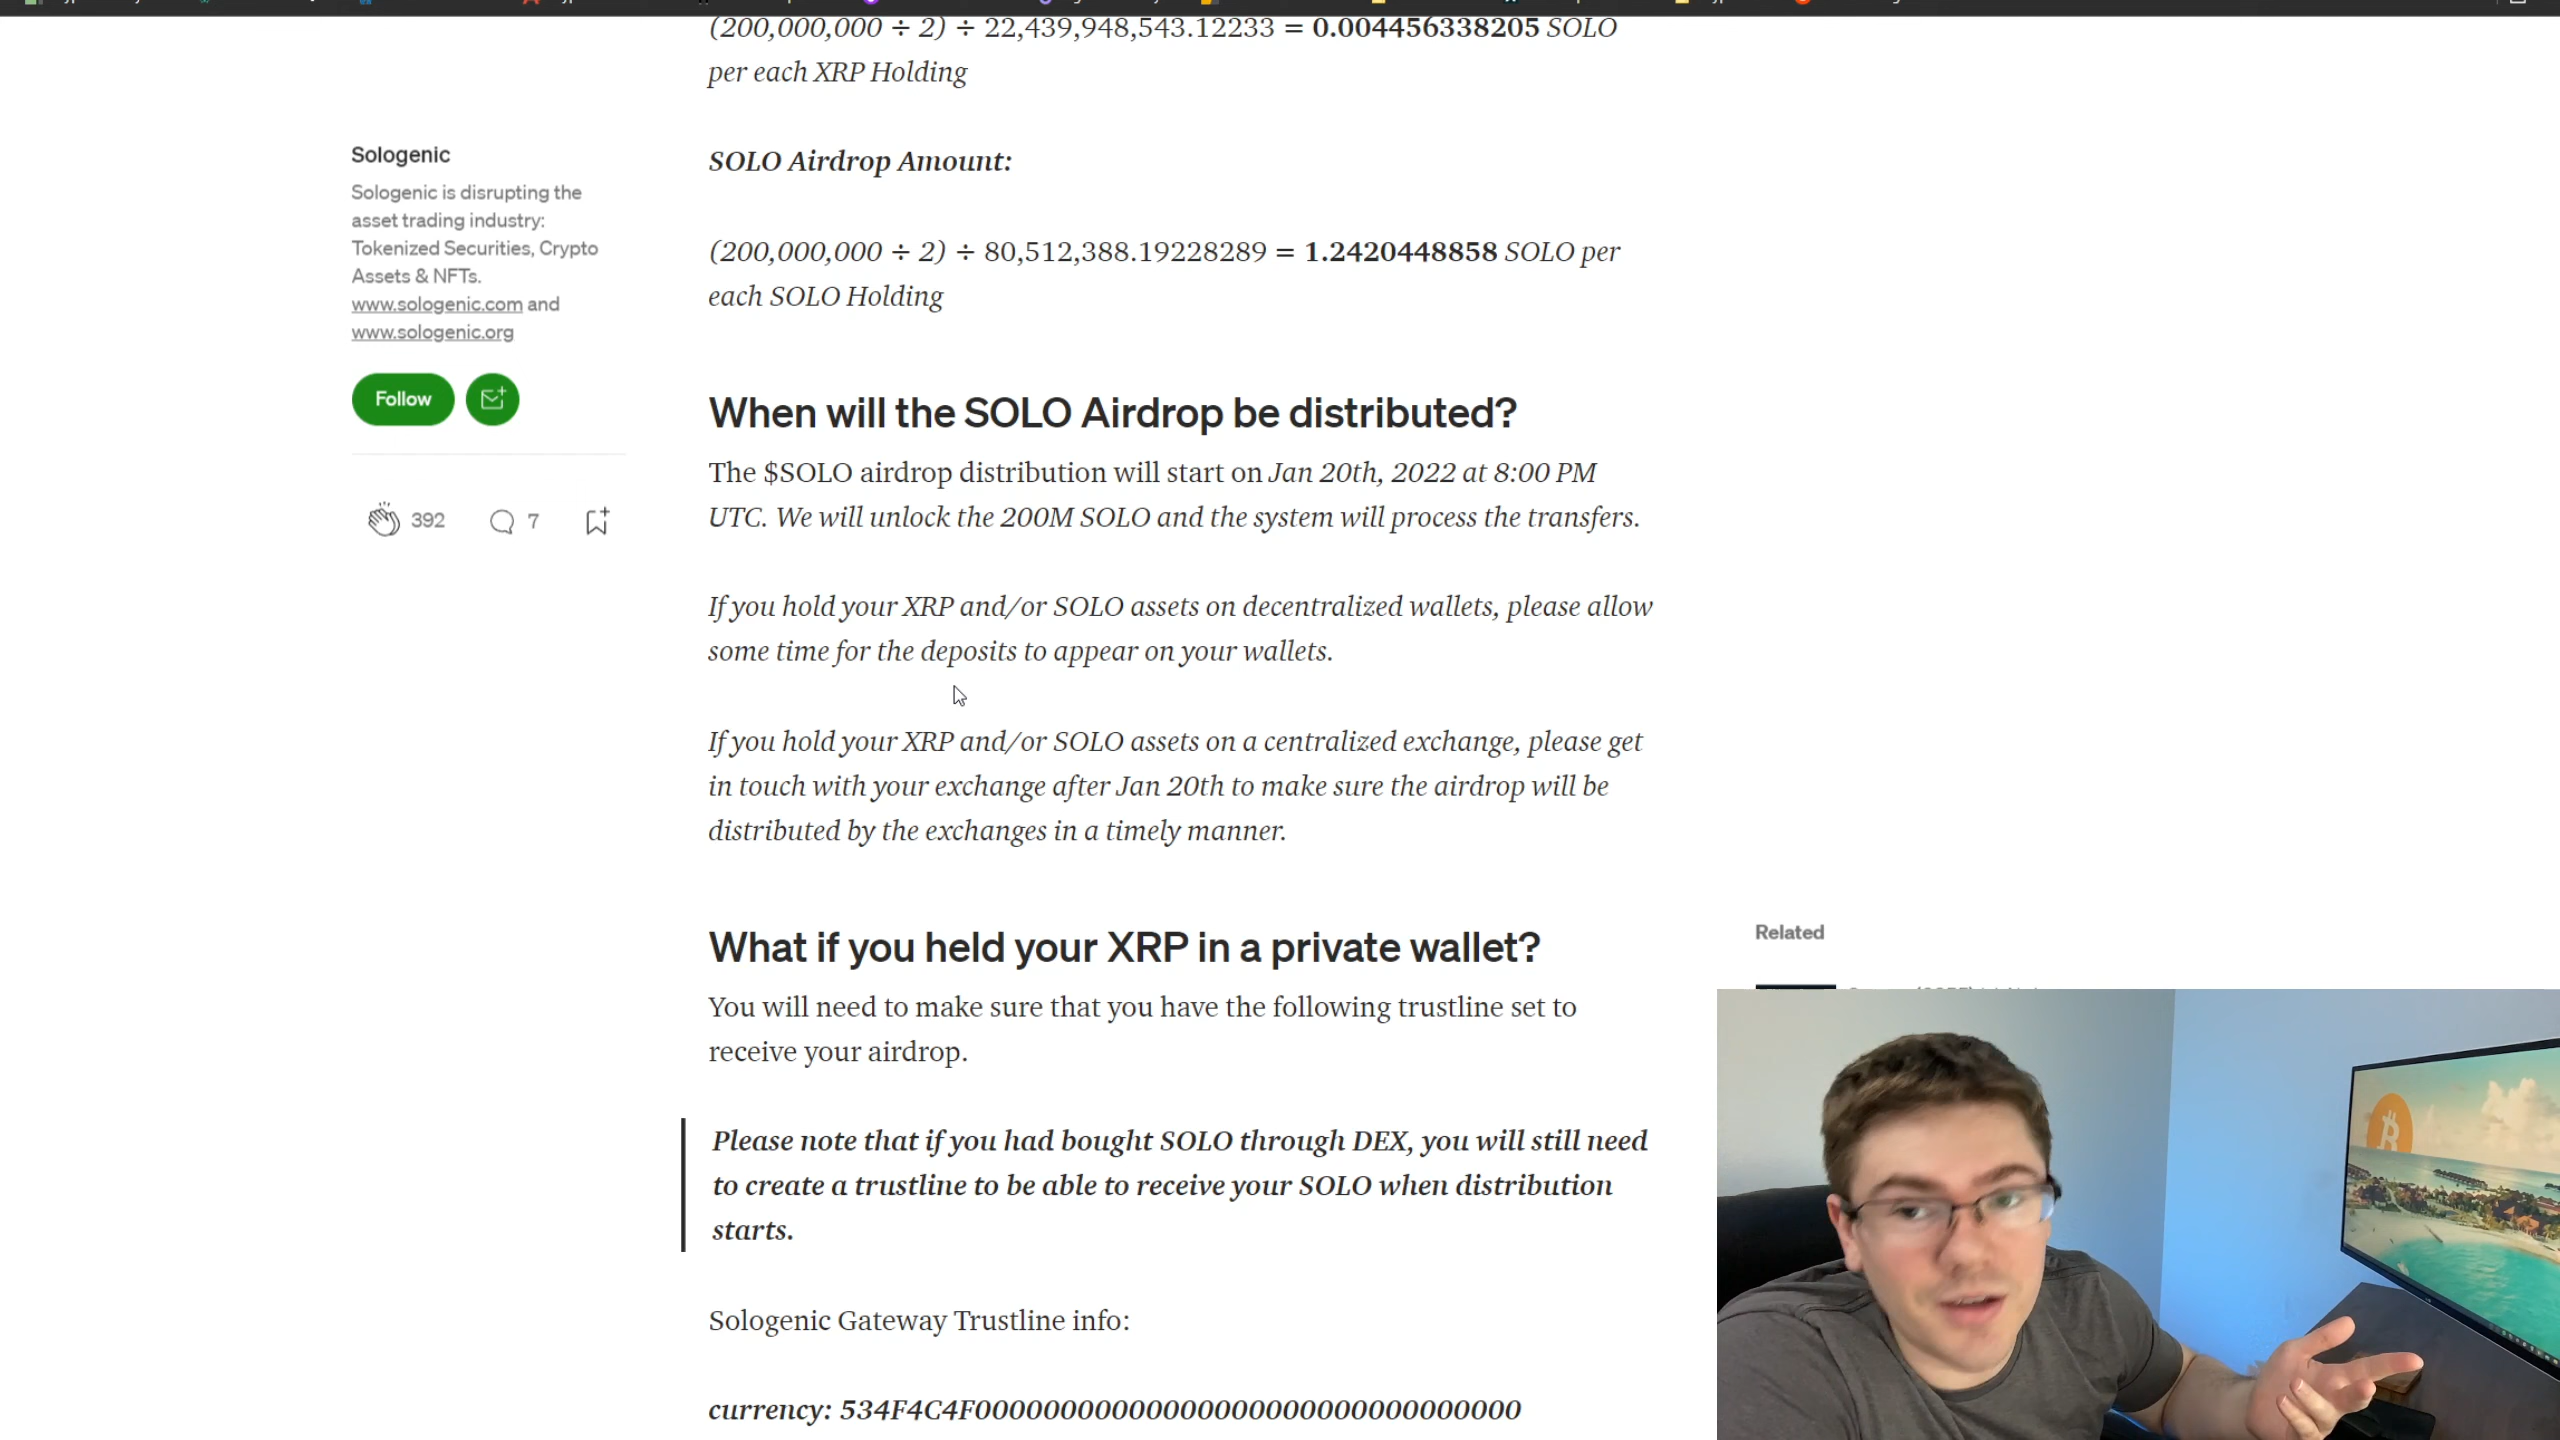 (200,000,000 ÷ 2) ÷ 22,439,948,543.12233 = 0.004456338205 SOLO
per each XRP Holding
Sologenic
Sologenic is disrupting the
asset trading industry:
Tokenized Securities, Crypto
Assets & NFTs.
www.sologenic.com and
www.sologenic.org
Follow
392
7
SOLO Airdrop Amount:
(200,000,000 ÷ 2) ÷ 80,512,388.19228289 = 1.2420448858 SOLO per
each SOLO Holding
When will the SOLO Airdrop be distributed?
The $SOLO airdrop distribution will start on Jan 20th, 2022 at 8:00 PM
UTC. We will unlock the 200M SOLO and the system will process the transfers.
If you hold your XRP and/or SOLO assets on decentralized wallets, please allow
some time for the deposits to appear on your wallets.
If you hold your XRP and/or SOLO assets on a centralized exchange, please get
in touch with your exchange after Jan 20th to make sure the airdrop will be
distributed by the exchanges in a timely manner.
What if you held your XRP in a private wallet?
You will need to make sure that you have the following trustline set to
receive your airdrop.
Please note that if you had bought SOLO through DEX, you will still need
to create a trustline to be able to receive your SOLO when distribution
starts.
Sologenic Gateway Trustline info:
currency: 534F4C4F00000000000000000000000000000000
Related